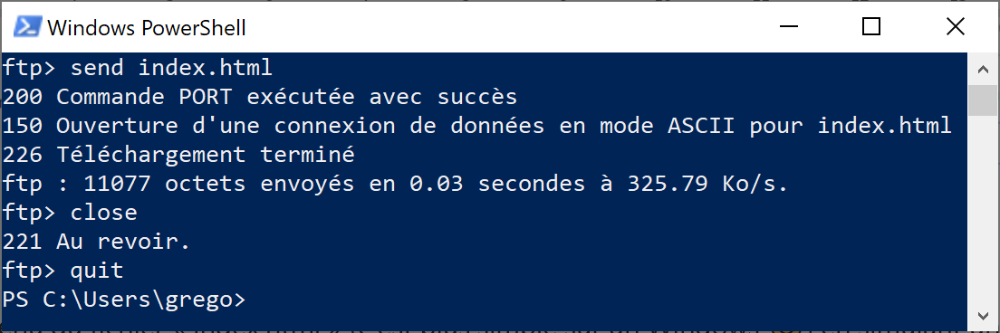 Windows PowerShell
ftp> send index.html
200 Commande PORT exécutée avec succès
150 Ouverture d'une connexion de données en mode ASCII pour index.html
226 Téléchargement terminé
ftp : 11077 octets envoyés en 0.03 secondes à 325.79 Ko/s.
ftp> close
221 Au revoir.
ftp> quit
PS C:\Users\grego>